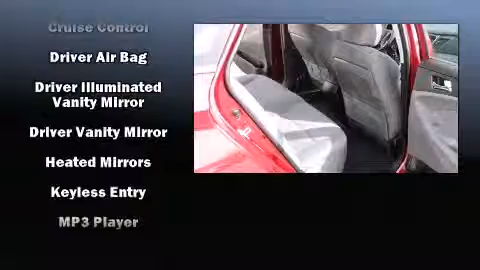 Cruise Control
Driver Air Bag
Driver Illuminated
Vanity Mirror
Driver Vanity Mirror
Heated Mirrors
Keyless Entry
MP3 Player